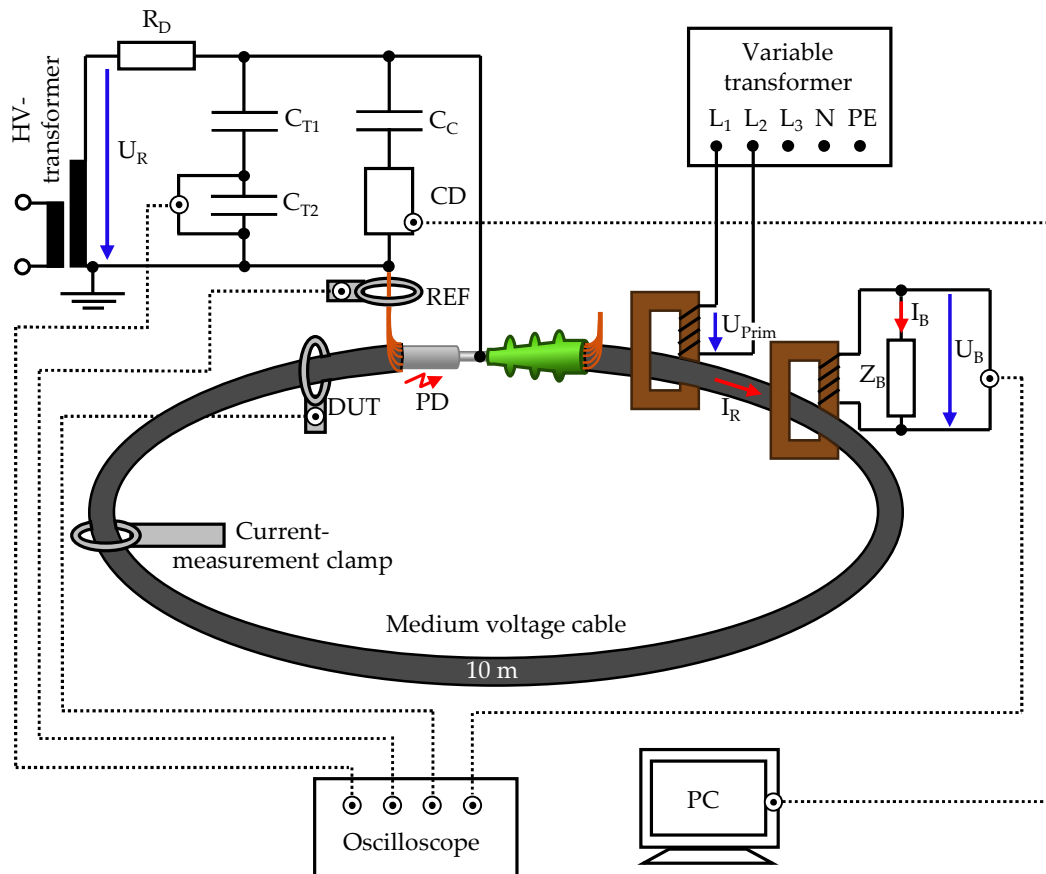 R_D
HV-
transformer
U_R
C_T1
C_C
C_T2
CD
Variable
transformer
L_1 L_2 L_3 N PE
REF
U_Prim
I_B
U_B
Z_B
PD
DUT
I_R
Current-
measurement clamp
Medium voltage cable
10 m
PC
Oscilloscope